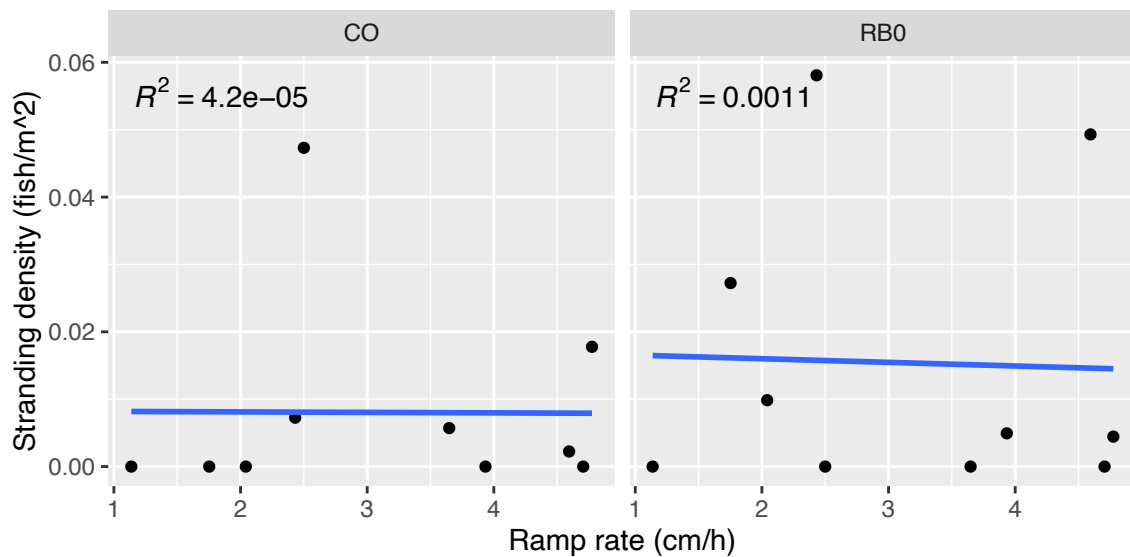 CO
RB0
R² = 4.2e−05
R² = 0.0011
0.06
0.04
0.02
0.00
Stranding density (fish/m^2)
1 2 3 4
1 2 3 4
Ramp rate (cm/h)